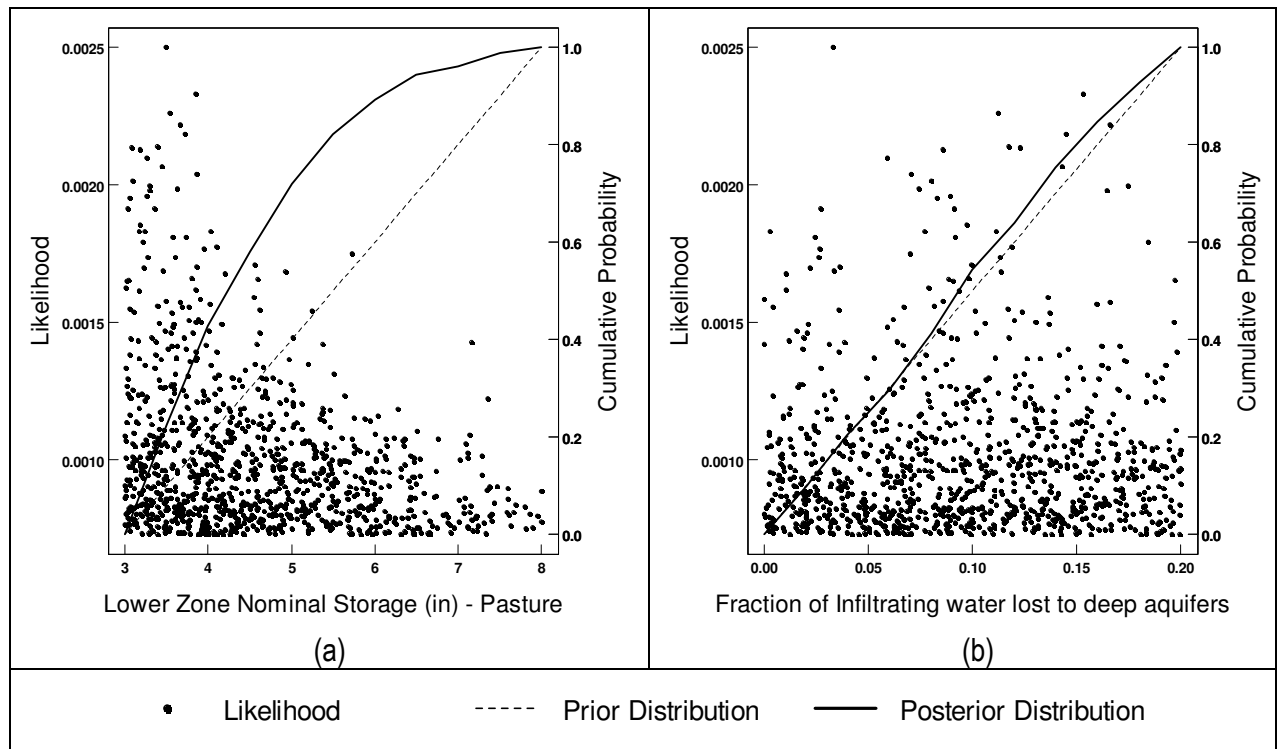 0.0025
0.0020
0.0015
0.0010
Likelihood
1.0
0.8
0.6
0.4
0.2
0.0
Cumulative Probability
3 4 5 6 7 8
Lower Zone Nominal Storage (in) - Pasture
(a)
0.0025
0.0020
0.0015
0.0010
Likelihood
1.0
0.8
0.6
0.4
0.2
0.0
Cumulative Probability
0.00 0.05 0.10 0.15 0.20
Fraction of Infiltrating water lost to deep aquifers
(b)
Likelihood Prior Distribution Posterior Distribution